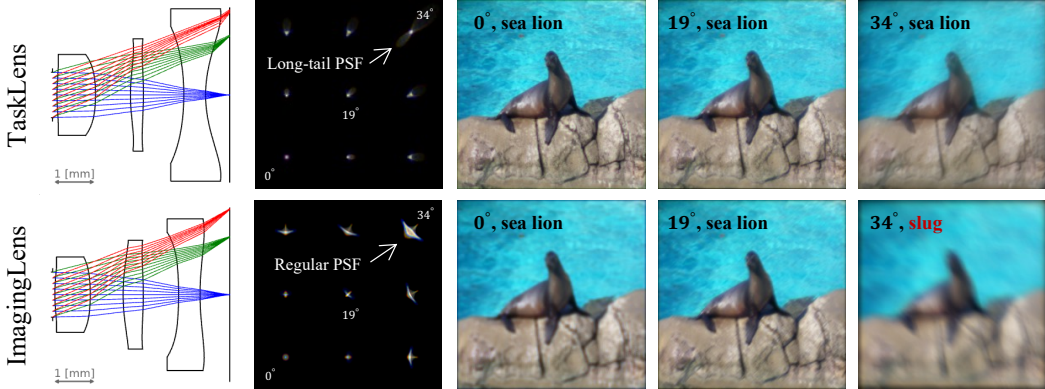 TaskLens
1 [mm]
34°
Long-tail PSF
19°
0°
0°, sea lion
19°, sea lion
34°, sea lion
ImagingLens
1 [mm]
34°
Regular PSF
19°
0°
0°, sea lion
19°, sea lion
34°, slug